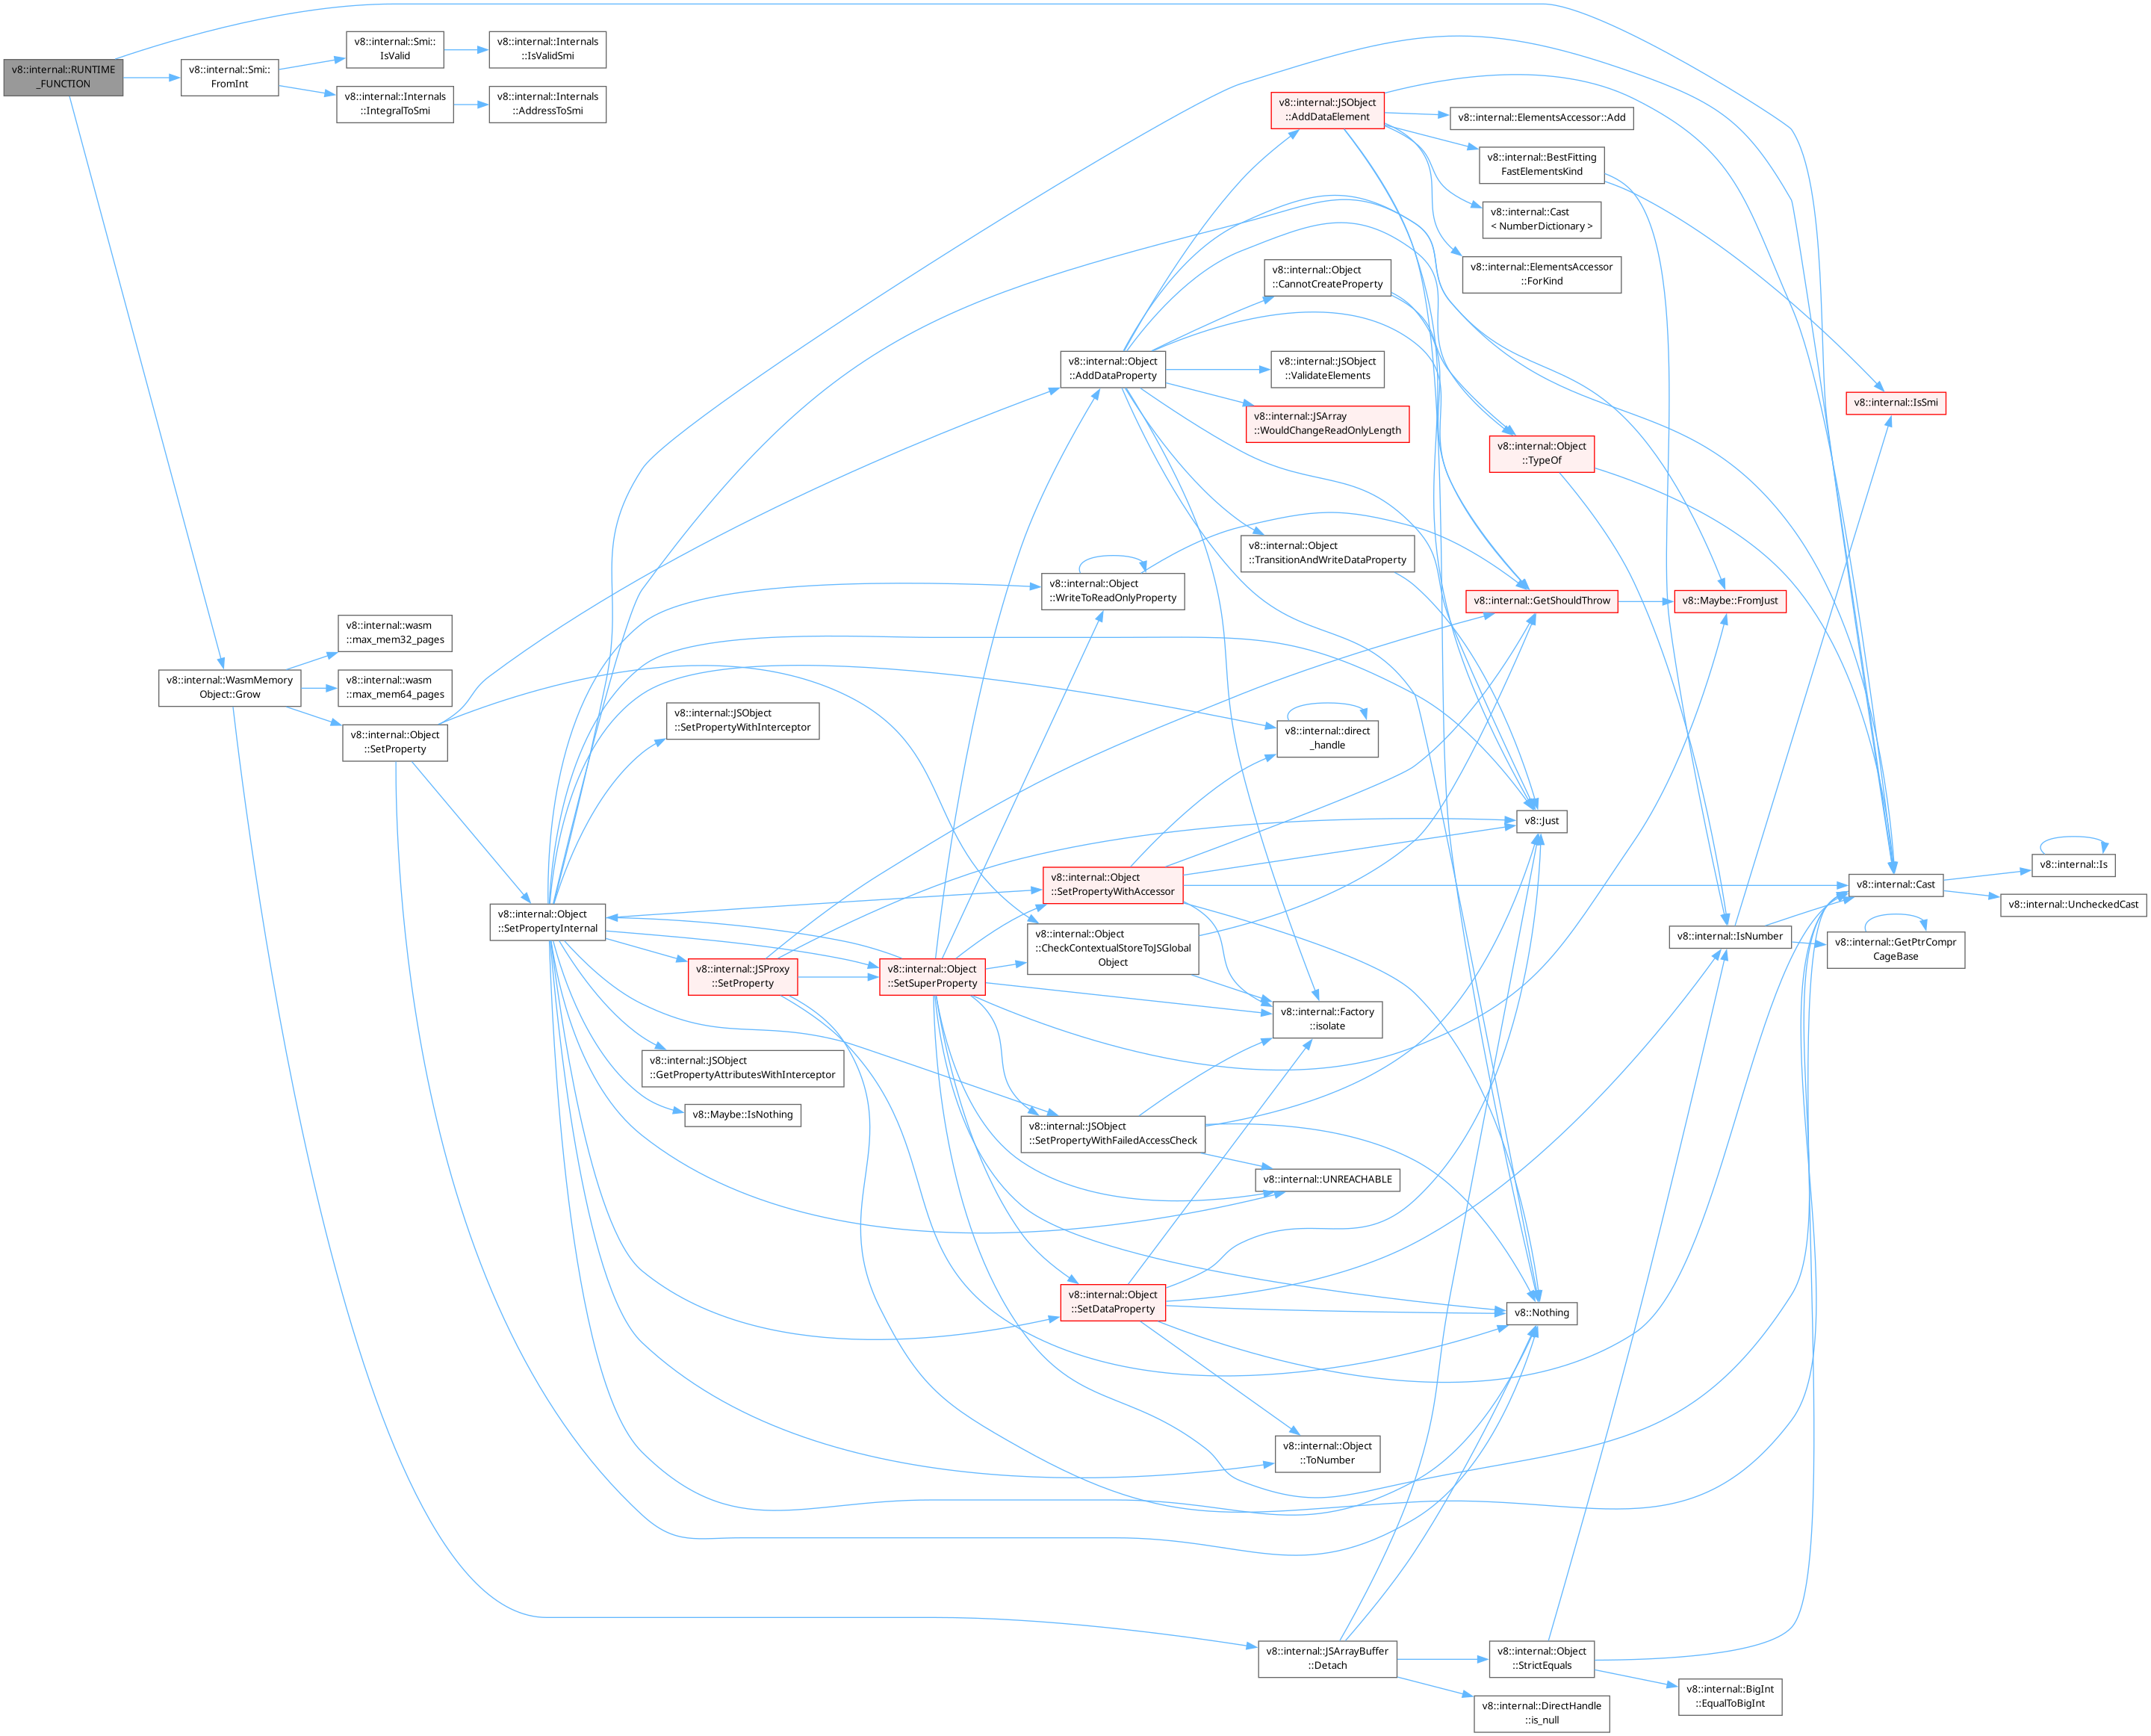 v8::internal::RUNTIME
_FUNCTION
v8::internal::Smi::
FromInt
v8::internal::Smi::
IsValid
v8::internal::Internals
::IsValidSmi
v8::internal::Internals
::IntegralToSmi
v8::internal::Internals
::AddressToSmi
v8::internal::WasmMemory
Object::Grow
v8::internal::wasm
::max_mem32_pages
v8::internal::wasm
::max_mem64_pages
v8::internal::Object
::SetProperty
v8::internal::Object
::SetPropertyInternal
v8::internal::JSObject
::SetPropertyWithInterceptor
v8::internal::JSProxy
::SetProperty
v8::internal::JSObject
::GetPropertyAttributesWithInterceptor
v8::Maybe::IsNothing
v8::internal::Object
::SetSuperProperty
v8::internal::Object
::AddDataProperty
v8::internal::Object
::WriteToReadOnlyProperty
v8::internal::Object
::SetPropertyWithAccessor
v8::internal::Object
::CheckContextualStoreToJSGlobal
Object
v8::internal::JSObject
::SetPropertyWithFailedAccessCheck
v8::internal::Object
::SetDataProperty
v8::internal::JSObject
::AddDataElement
v8::internal::Object
::CannotCreateProperty
v8::internal::JSObject
::ValidateElements
v8::internal::JSArray
::WouldChangeReadOnlyLength
v8::internal::Object
::TransitionAndWriteDataProperty
v8::internal::direct
_handle
v8::internal::Factory
::isolate
v8::internal::UNREACHABLE
v8::internal::Object
::ToNumber
v8::internal::JSArrayBuffer
::Detach
v8::internal::ElementsAccessor::Add
v8::internal::BestFitting
FastElementsKind
v8::internal::Cast
< NumberDictionary >
v8::internal::ElementsAccessor
::ForKind
v8::internal::Object
::TypeOf
v8::internal::GetShouldThrow
v8::Just
v8::Nothing
v8::internal::Object
::StrictEquals
v8::internal::DirectHandle
::is_null
v8::Maybe::FromJust
v8::internal::IsNumber
v8::internal::BigInt
::EqualToBigInt
v8::internal::IsSmi
v8::internal::Cast
v8::internal::GetPtrCompr
CageBase
v8::internal::Is
v8::internal::UncheckedCast